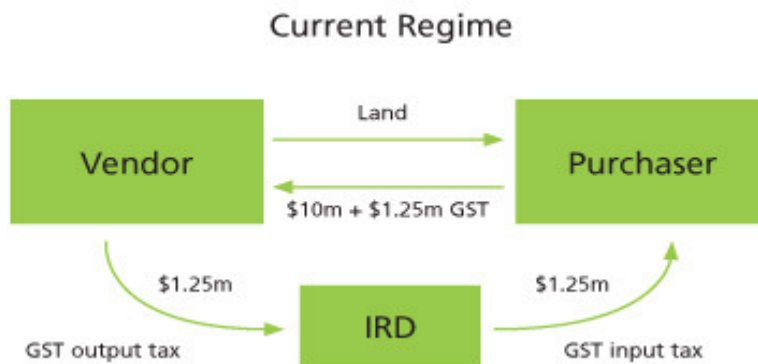 Current Regime
Land
Vendor
Purchaser
$10m + $1.25m GST
$1.25m
$1.25m
IRD
GST output tax
GST input tax